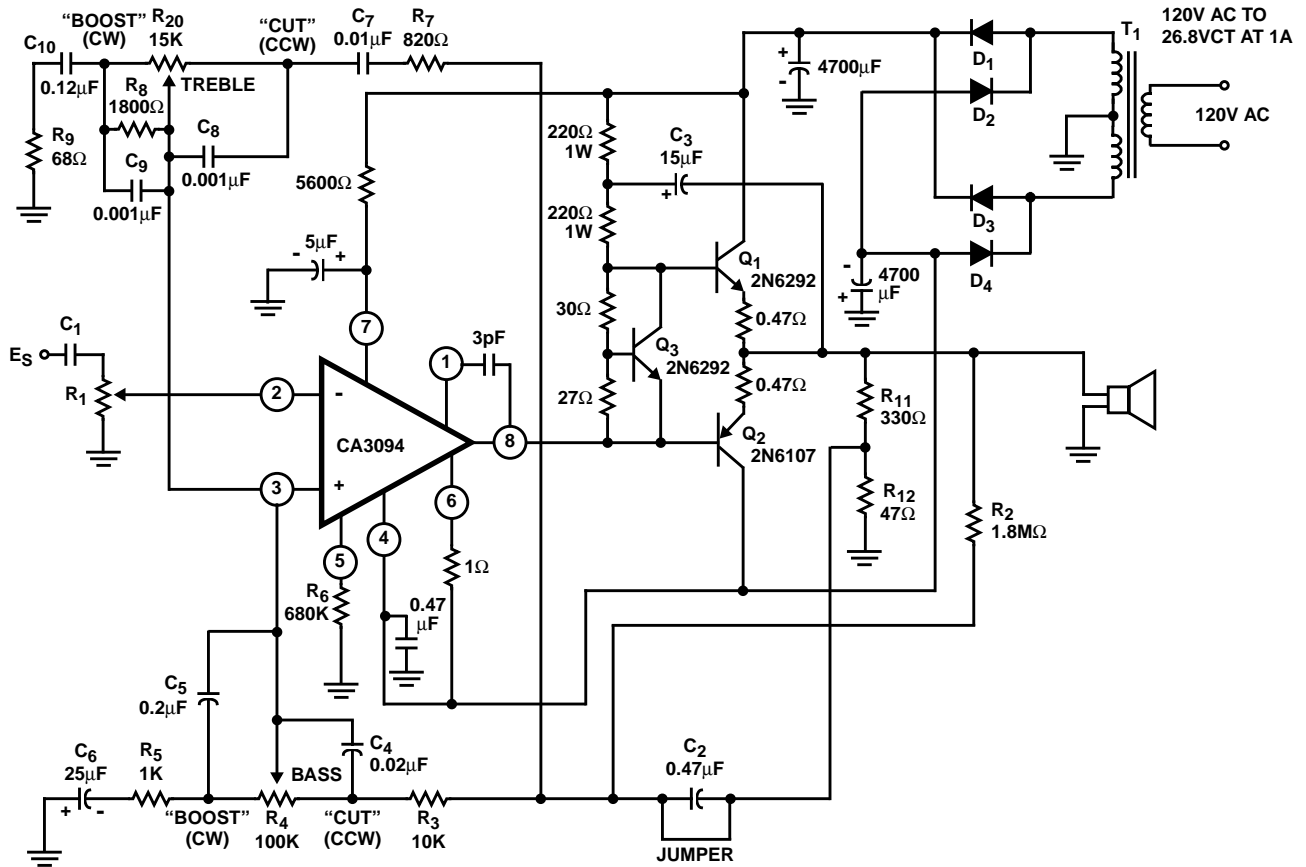 "BOOST"
(CW)
R20
15K
"CUT"
(CCW)
C7
0.01μF
R7
820Ω
C10
0.12μF
TREBLE
R8
1800Ω
R9
68Ω
C8
0.001μF
C9
0.001μF
5600Ω
5μF
- +
220Ω
1W
C3
15μF
+
220Ω
1W
30Ω
27Ω
Q1
2N6292
Q3
2N6292
0.47Ω
0.47Ω
Q2
2N6107
+
-
4700μF
D1
D2
D3
D4
-
+
4700
μF
T1
120V AC TO
26.8VCT AT 1A
120V AC
ES
C1
R1
7
1
3pF
2
-
CA3094
8
3
+
6
5
4
R6
680K
1Ω
0.47
μF
R11
330Ω
R12
47Ω
R2
1.8MΩ
C5
0.2μF
C6
25μF
+ -
R5
1K
"BOOST"
(CW)
BASS
R4
100K
C4
0.02μF
"CUT"
(CCW)
R3
10K
C2
0.47μF
JUMPER